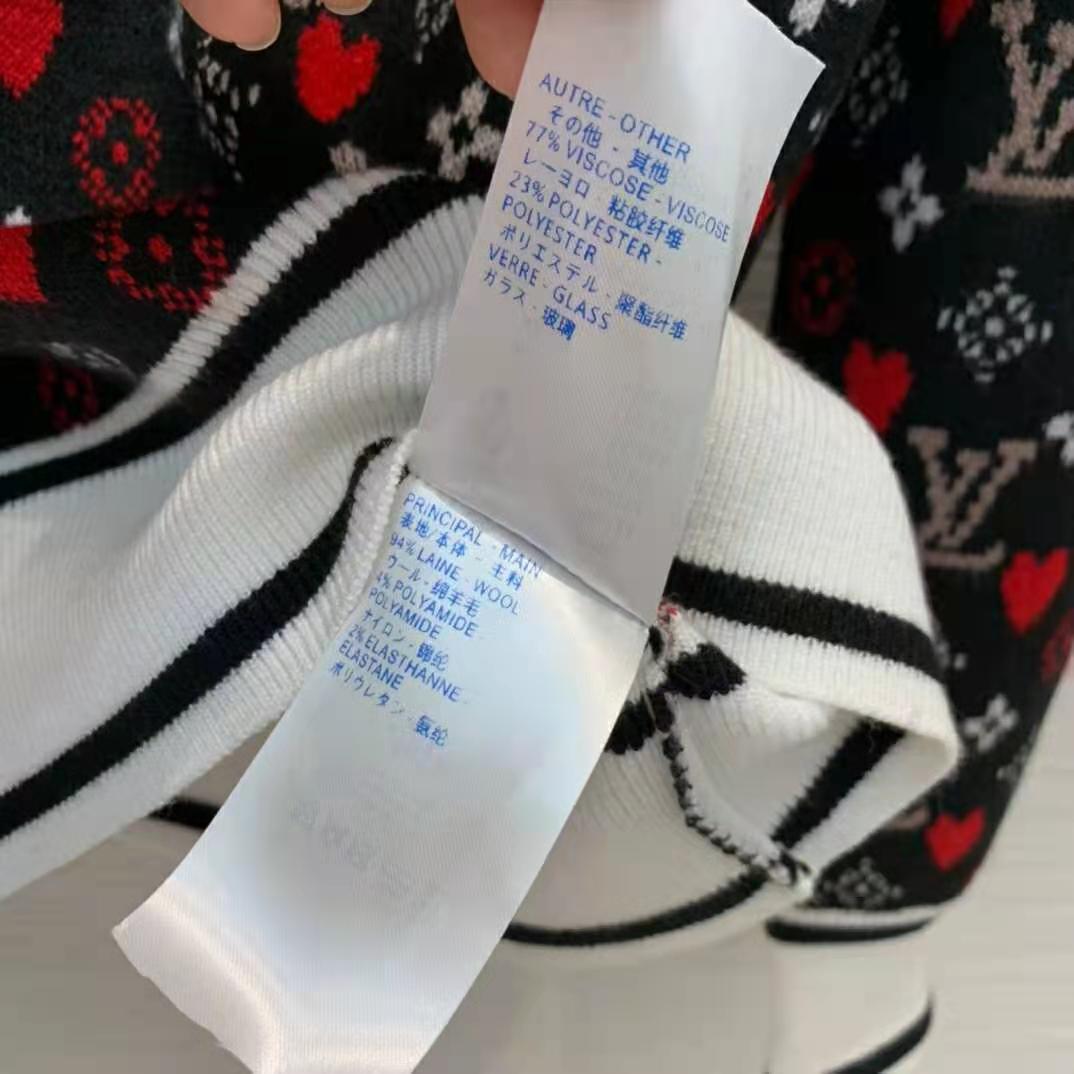 AUTRE - OTHER
その他 - 其他
77% VISCOSE - VISCOSE
レーヨロ - 粘胶纤维
23% POLYESTER -
POLYESTER
ポリエステル - 聚酯纤维
VERRE - GLASS
ガラス - 玻璃
PRINCIPAL - MAIN
表地/本体 - 主料
94% LAINE - WOOL
ウール - 绵羊毛
4% POLYAMIDE -
POLYAMIDE
ナイロン - 锦纶
2% ELASTHANNE -
ELASTANE
ポリウレタン - 氨纶